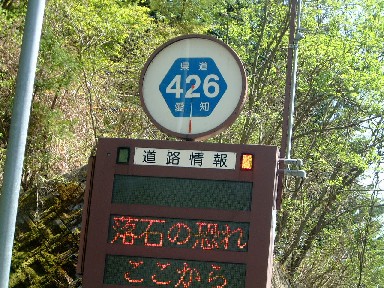 県道
426
愛知
道路情報
落石の恐れ
ここから